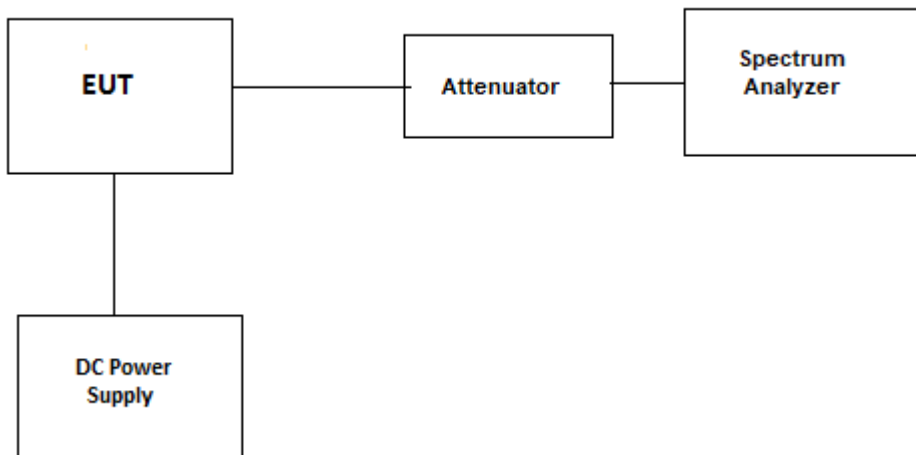 EUT
Attenuator
Spectrum
Analyzer
DC Power
Supply